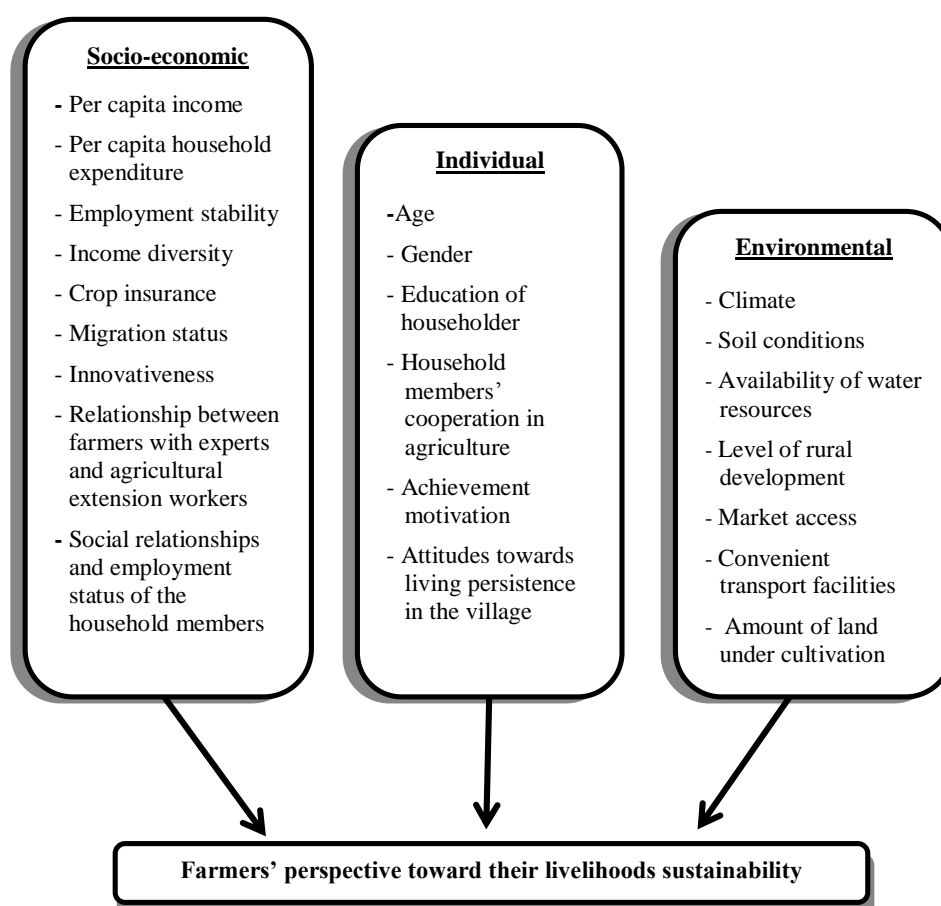 Socio-economic
- Per capita income
- Per capita household
expenditure
- Employment stability
- Income diversity
- Crop insurance
- Migration status
- Innovativeness
- Relationship between
farmers with experts
and agricultural
extension workers
- Social relationships
and employment
status of the
household members
Individual
-Age
- Gender
- Education of
householder
- Household
members’
cooperation in
agriculture
- Achievement
motivation
- Attitudes towards
living persistence
in the village
Environmental
- Climate
- Soil conditions
- Availability of water
resources
- Level of rural
development
- Market access
- Convenient
transport facilities
- Amount of land
under cultivation
Farmers’ perspective toward their livelihoods sustainability